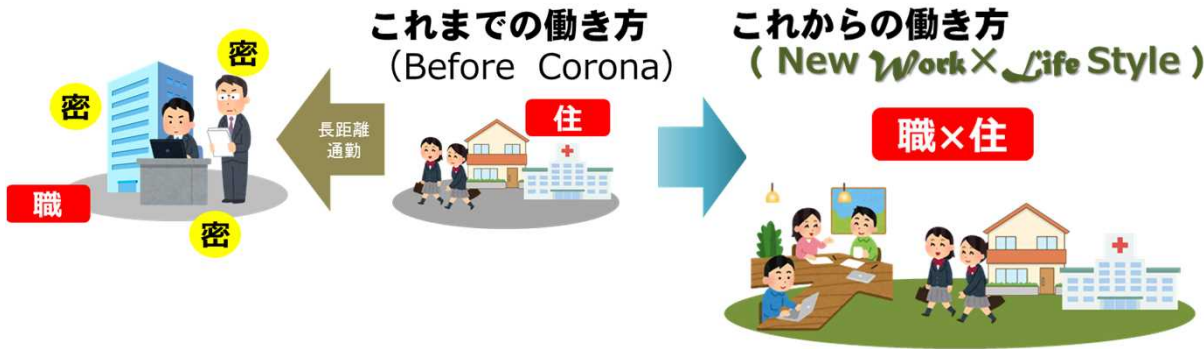 これまでの働き方
(Before Corona)
密
密
密
職
長距離
通勤
住
これからの働き方
( New Work×Life Style )
職×住